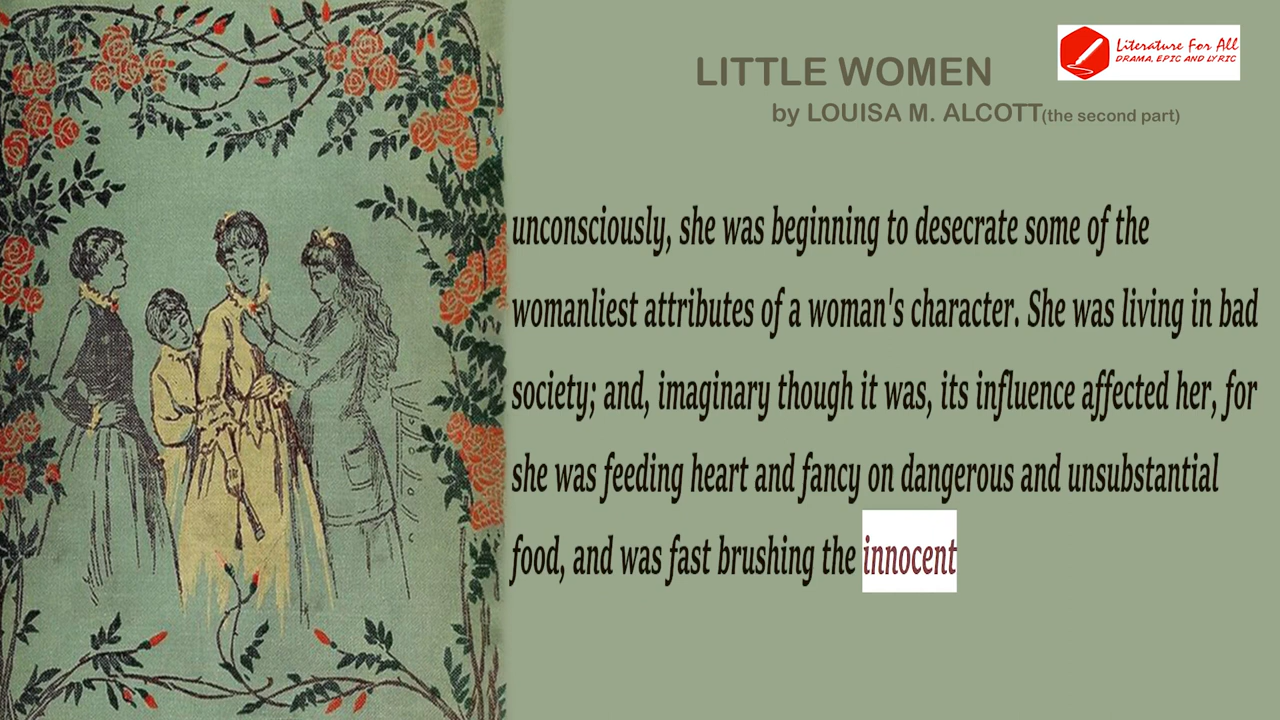 LITTLE WOMEN
by LOUISA M. ALCOTT(the second part)
Literature For All
DRAMA, EPIC AND LYRIC
unconsciously, she was beginning to desecrate some of the
womanliest attributes of a woman's character. She was living in bad
society; and, imaginary though it was, its influence affected her, for
she was feeding heart and fancy on dangerous and unsubstantial
food, and was fast brushing the innocent